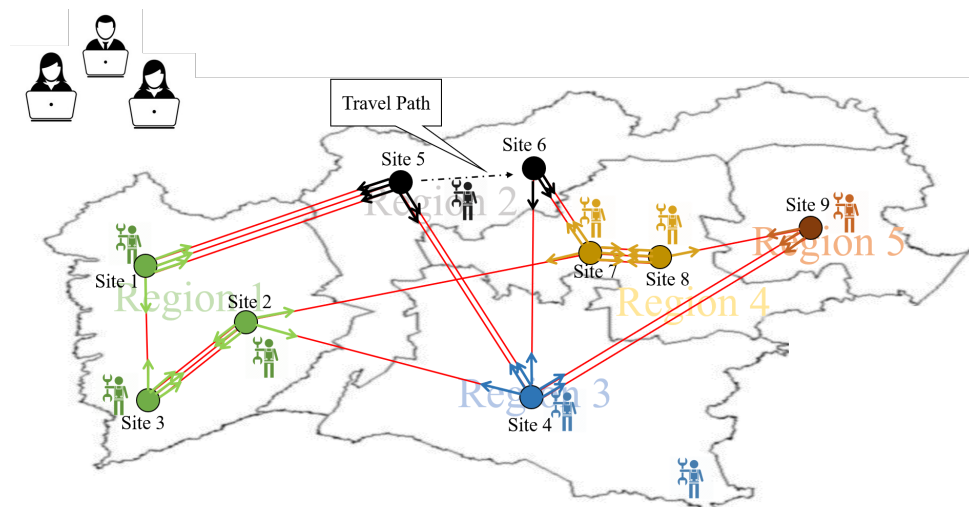 Travel Path
Site 6
Site 5
Region 2
Site 9
Region 5
Site 7
Site 8
Site 1
Region 1
Site 2
Region 4
Region 3
Site 3
Site 4